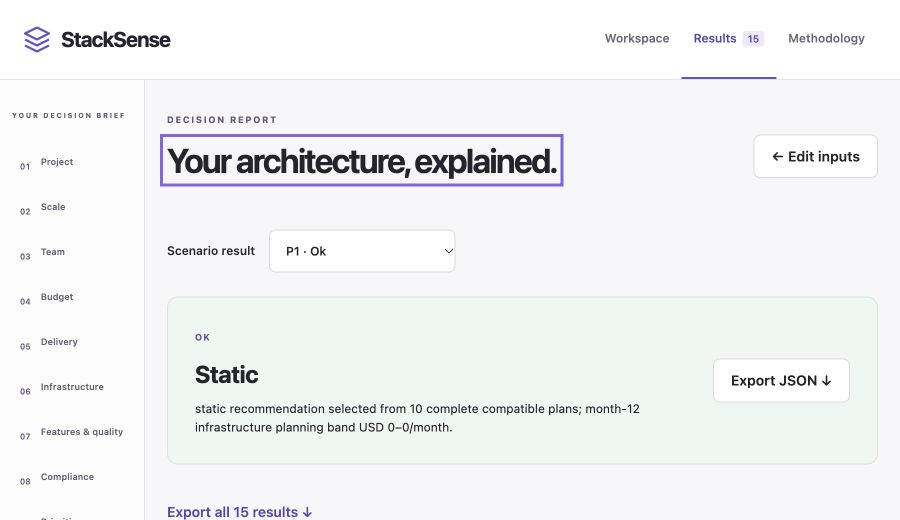 StackSense
Workspace
Results 15
Methodology
YOUR DECISION BRIEF
01 Project
02 Scale
03 Team
04 Budget
05 Delivery
06 Infrastructure
07 Features & quality
08 Compliance
DECISION REPORT
Your architecture, explained.
← Edit inputs
Scenario result
P1 · Ok
OK
Static
static recommendation selected from 10 complete compatible plans; month-12
infrastructure planning band USD 0–0/month.
Export JSON ↓
Export all 15 results ↓